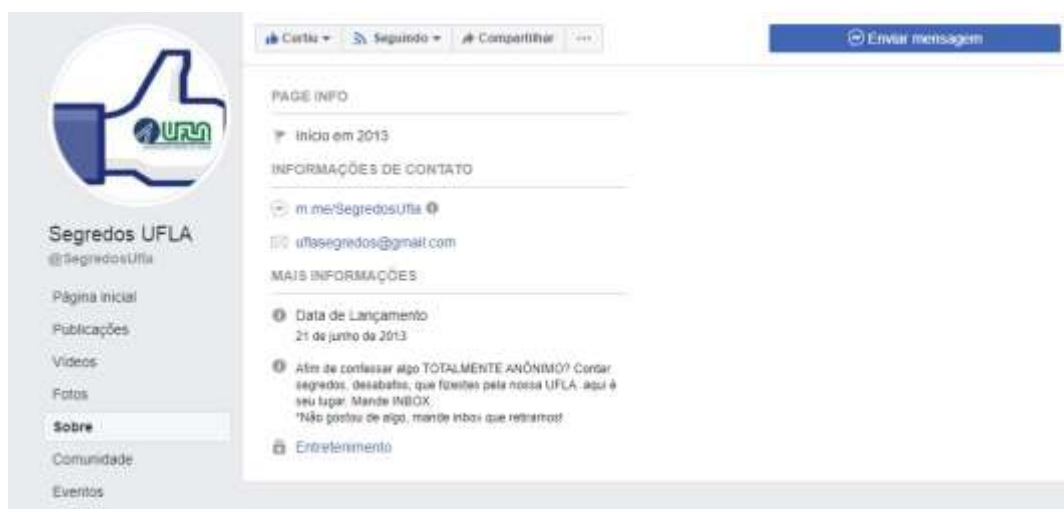 Curtiu
Seguindo
Compartilhar
...
Enviar mensagem
UFLA
Segredos UFLA
@SegredosUfla
Página inicial
Publicações
Vídeos
Fotos
Sobre
Comunidade
Eventos
PAGE INFO
Início em 2013
INFORMAÇÕES DE CONTATO
m.me/SegredosUfla
uflasegredos@gmail.com
MAIS INFORMAÇÕES
Data de Lançamento
21 de junho de 2013
Afim de confessar algo TOTALMENTE ANÔNIMO? Contar
segredos, desabafos, que fizestes pela nossa UFLA, aqui é
seu lugar. Mande INBOX.
*Não gostou de algo, mande inbox que retiramos!
Entretenimento